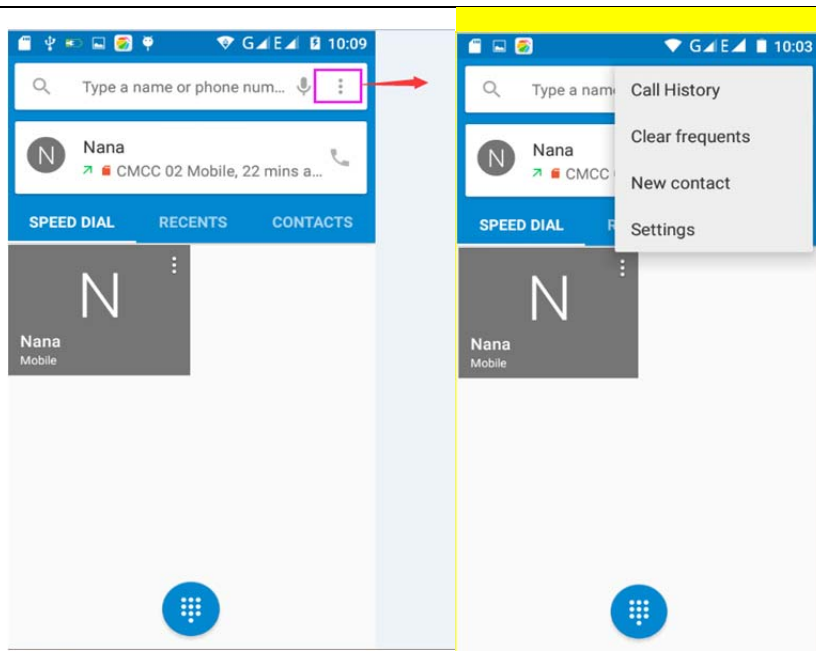 G E 10:09
Type a name or phone num...
N
Nana
CMCC 02 Mobile, 22 mins a...
SPEED DIAL RECENTS CONTACTS
N
Nana
Mobile
G E 10:03
Type a nam
Call History
Clear frequents
New contact
Settings
N
Nana
CMCC
SPEED DIAL R
N
Nana
Mobile